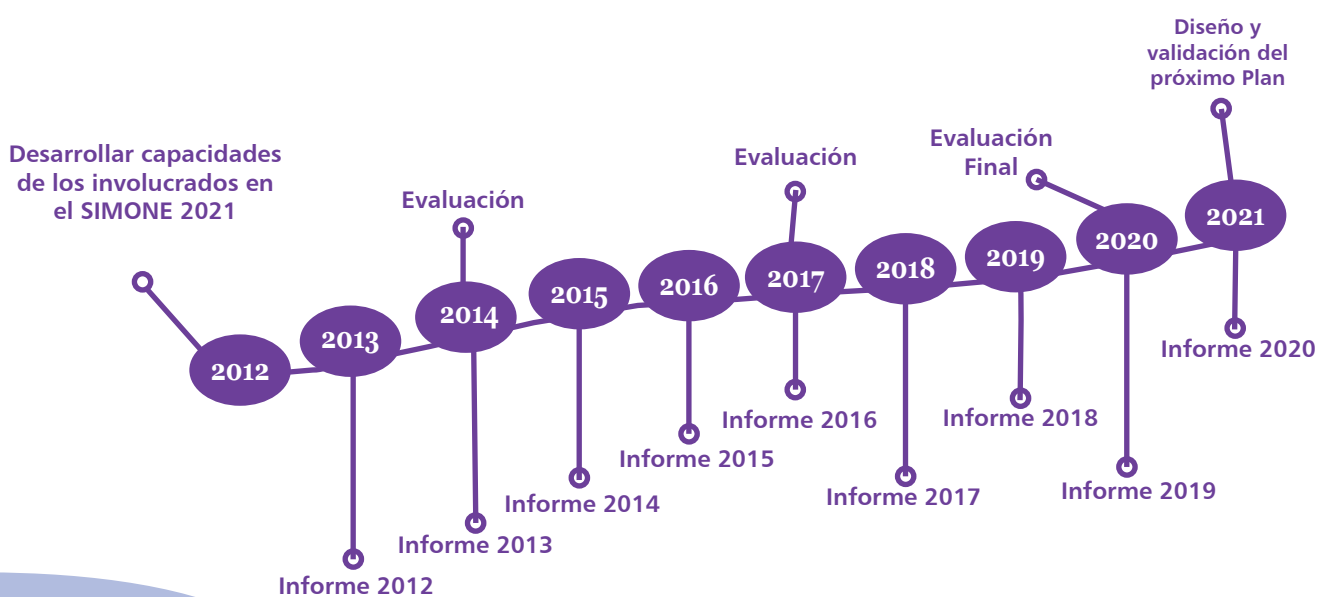 Diseño y
validación del
próximo Plan
Desarrollar capacidades
de los involucrados en
el SIMONE 2021
Evaluación
Evaluación
Evaluación
Final
2012
2013
2014
2015
2016
2017
2018
2019
2020
2021
Informe 2012
Informe 2013
Informe 2014
Informe 2015
Informe 2016
Informe 2017
Informe 2018
Informe 2019
Informe 2020